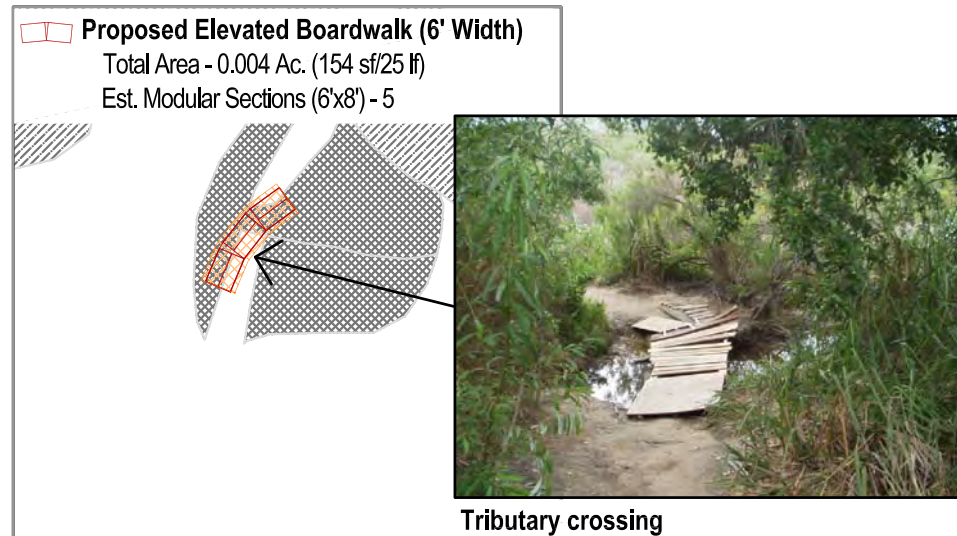 Proposed Elevated Boardwalk (6' Width)
Total Area - 0.004 Ac. (154 sf/25 lf)
Est. Modular Sections (6'x8') - 5
Tributary crossing